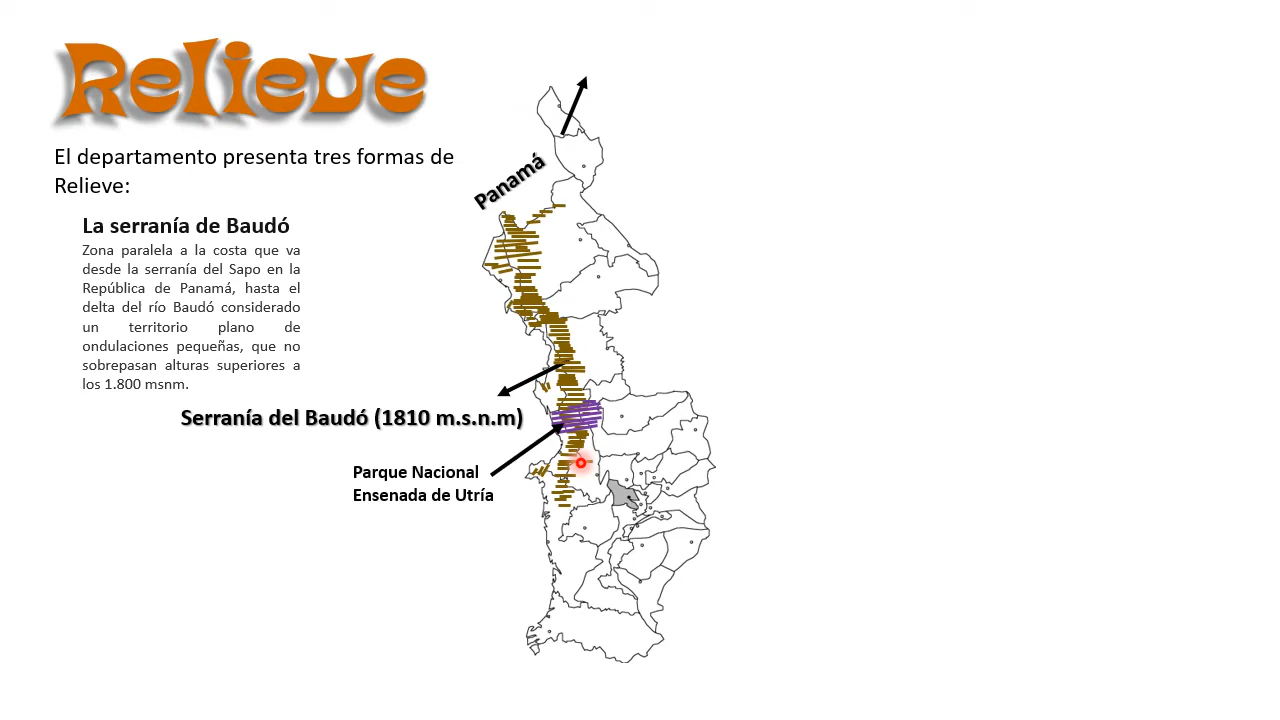 Relieve
El departamento presenta tres formas de
Relieve:
La serranía de Baudó
Zona paralela a la costa que va
desde la serranía del Sapo en la
República de Panamá, hasta el
delta del río Baudó considerado
un territorio plano de
ondulaciones pequeñas, que no
sobrepasan alturas superiores a
los 1.800 msnm.
Panamá
Serranía del Baudó (1810 m.s.n.m)
Parque Nacional
Ensenada de Utría